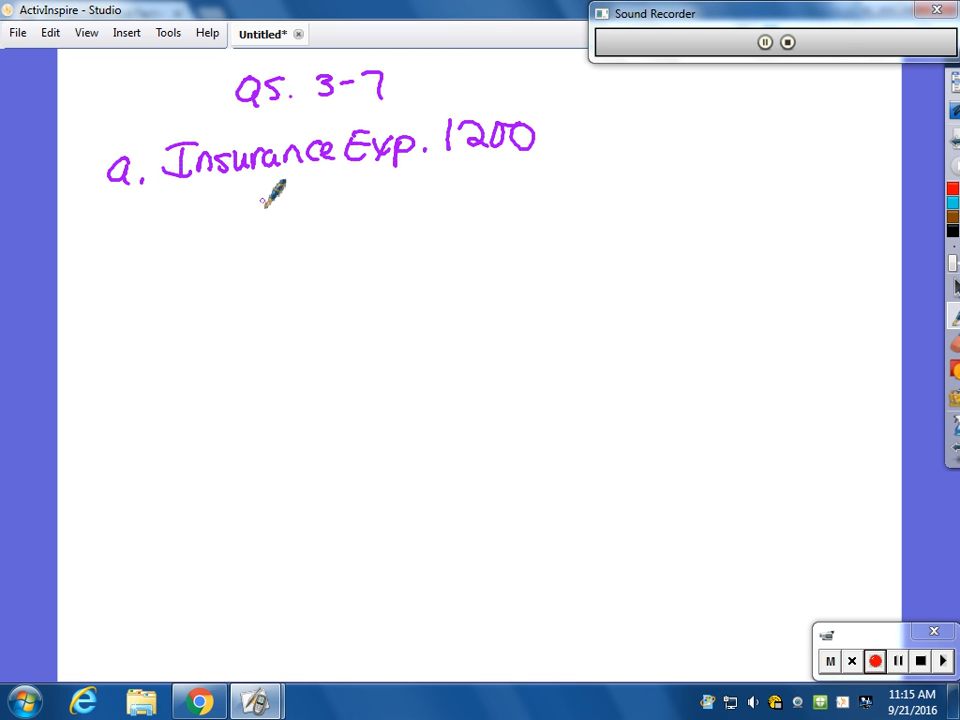 ActivInspire - Studio
Sound Recorder
File Edit View Insert Tools Help Untitled*
QS. 3-7
a. Insurance Exp. 1200
M
11:15 AM
9/21/2016